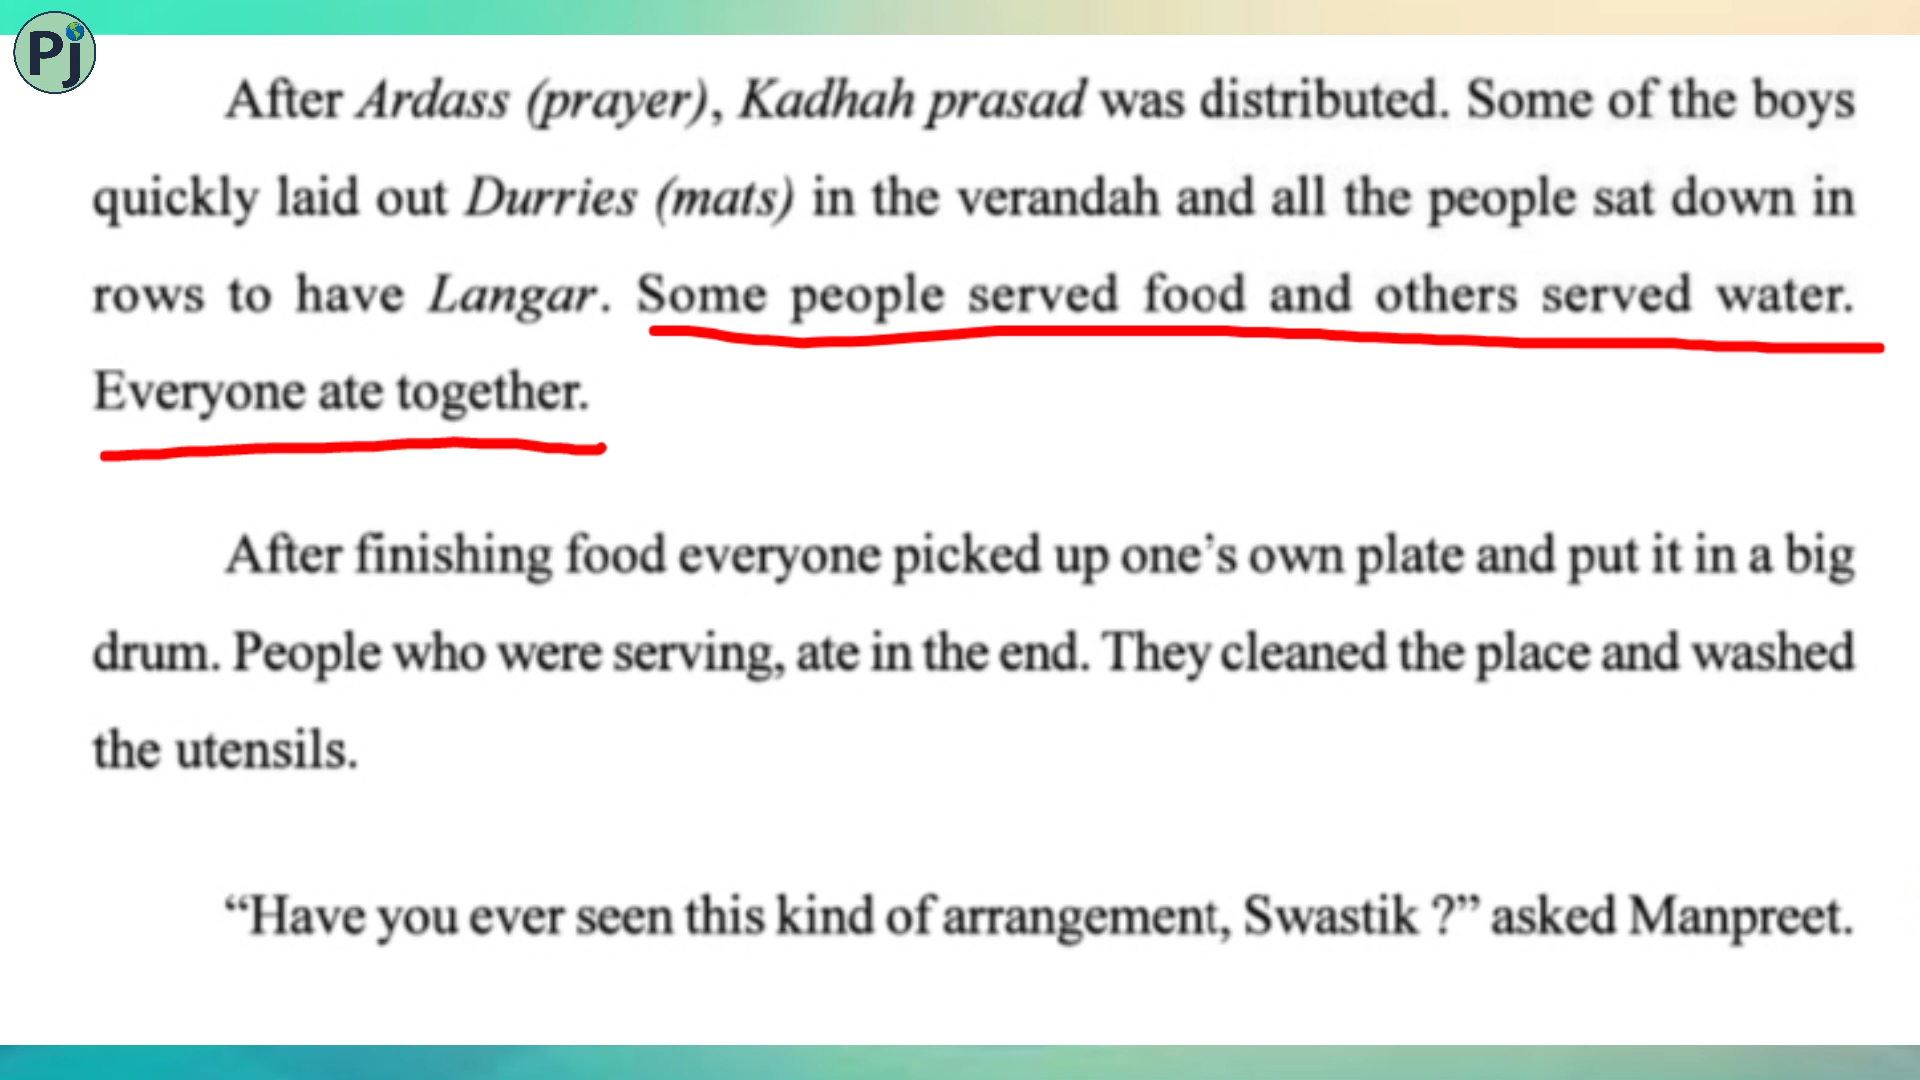 Pj
After Ardass (prayer), Kadhah prasad was distributed. Some of the boys
quickly laid out Durries (mats) in the verandah and all the people sat down in
rows to have Langar. Some people served food and others served water.
Everyone ate together.
After finishing food everyone picked up one’s own plate and put it in a big
drum. People who were serving, ate in the end. They cleaned the place and washed
the utensils.
“Have you ever seen this kind of arrangement, Swastik ?” asked Manpreet.